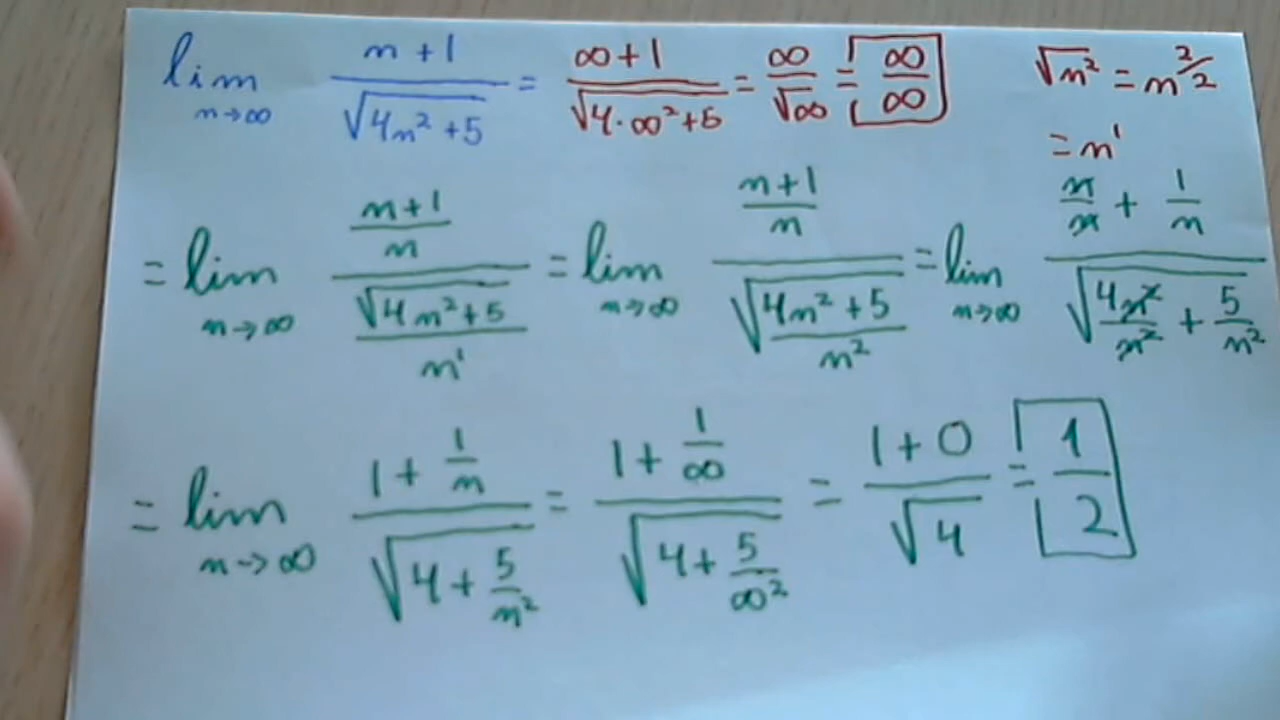 lim n→∞ (n+1)/√(4n²+5) = (∞+1)/√(4·∞²+5) = ∞/√∞ = ∞/∞ √n² = n^(2/2)
= n¹
= lim n→∞ ((n+1)/n)/(√(4n²+5)/n¹) = lim n→∞ ((n+1)/n)/√((4n²+5)/n²) = lim n→∞ (n/n + 1/n)/√(4n²/n² + 5/n²)
= lim n→∞ (1 + 1/n)/√(4 + 5/n²) = (1 + 1/∞)/√(4 + 5/∞²) = (1+0)/√4 = 1/2